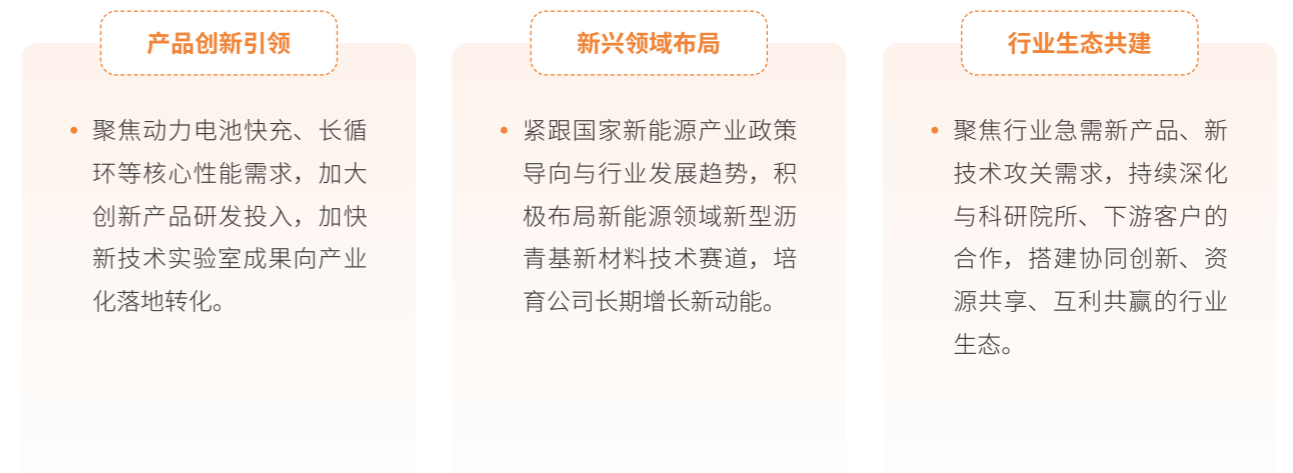 产品创新引领
• 聚焦动力电池快充、长循
环等核心性能需求，加大
创新产品研发投入，加快
新技术实验室成果向产业
化落地转化。
新兴领域布局
• 紧跟国家新能源产业政策
导向与行业发展趋势，积
极布局新能源领域新型沥
青基新材料技术赛道，培
育公司长期增长新动能。
行业生态共建
• 聚焦行业急需新产品、新
技术攻关需求，持续深化
与科研院所、下游客户的
合作，搭建协同创新、资
源共享、互利共赢的行业
生态。